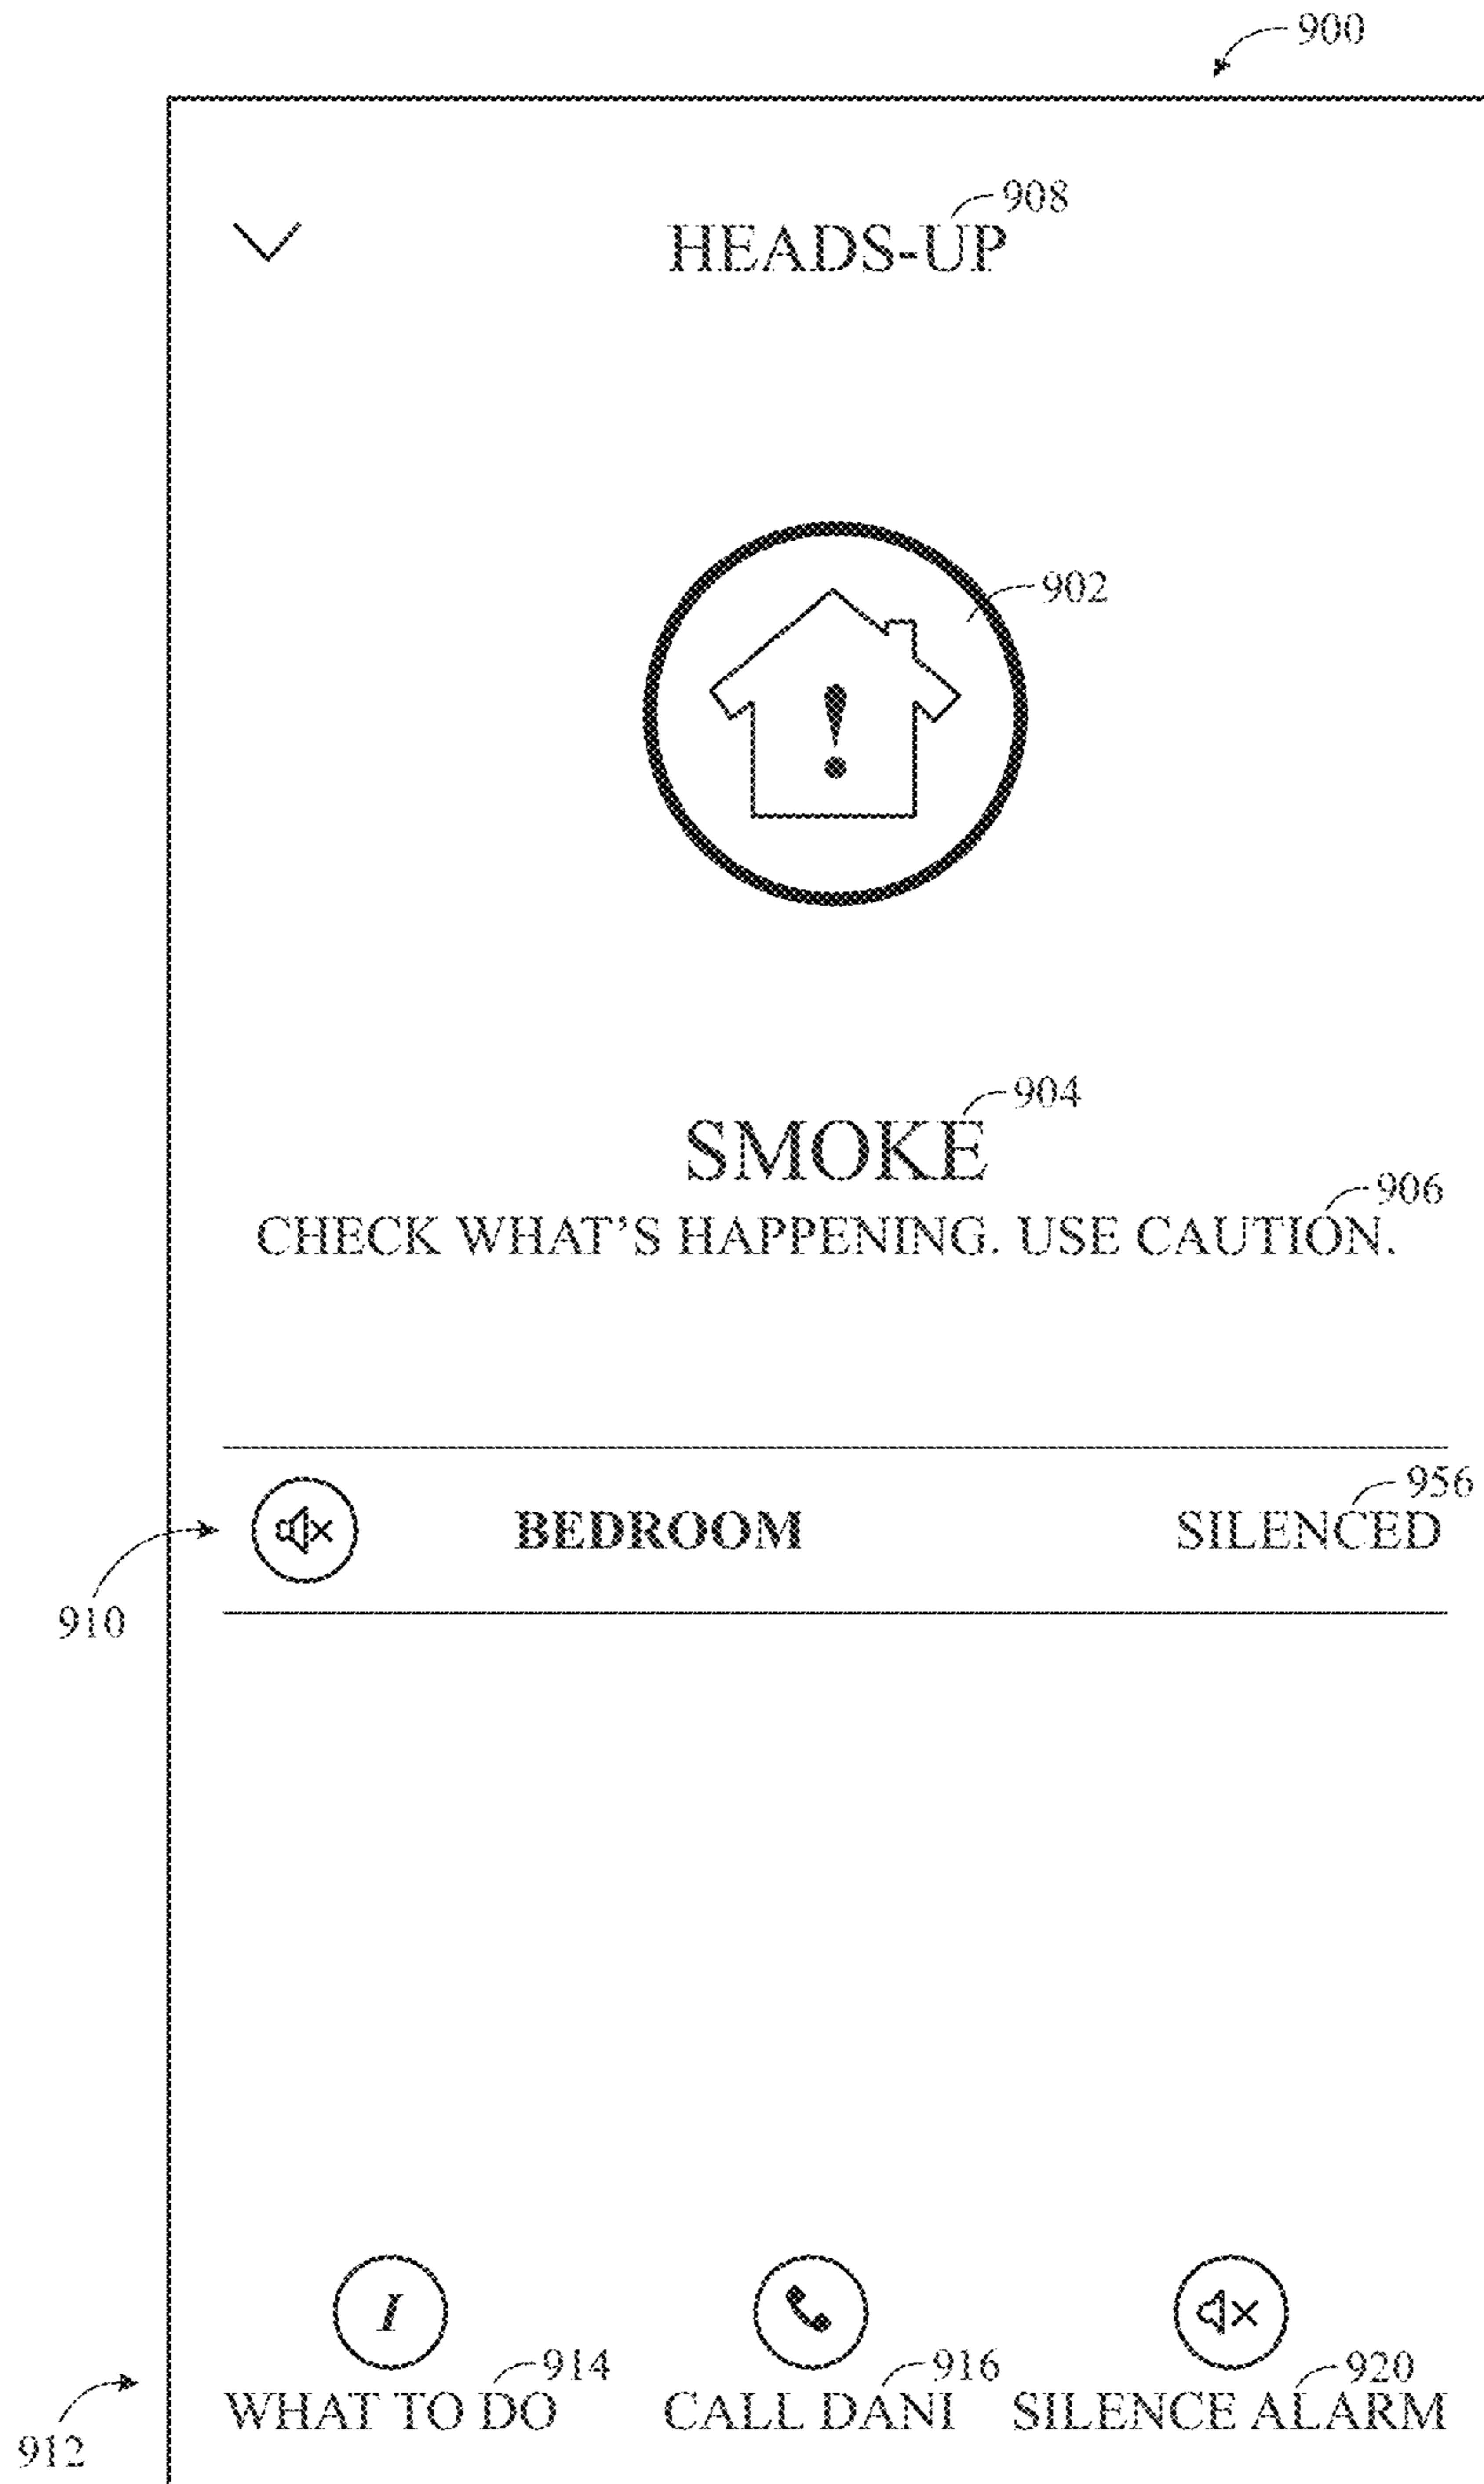 900
908
HEADS-UP
902
!
904
SMOKE
906
CHECK WHAT'S HAPPENING. USE CAUTION.
956
BEDROOM SILENCED
910
I
914 916 920
WHAT TO DO CALL DANI SILENCE ALARM
912